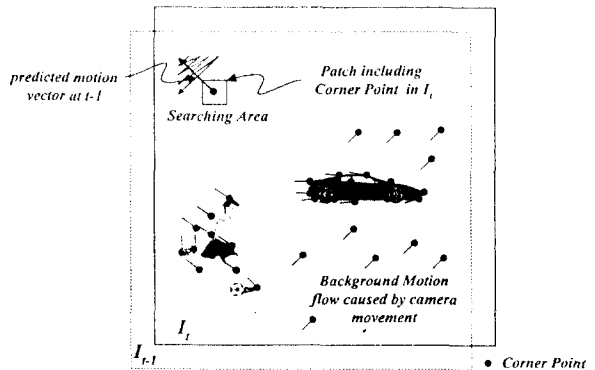 predicted motion
vector at t-1
Patch including
Corner Point in I_t
Searching Area
Background Motion
flow caused by camera
movement
I_t
I_t-1
Corner Point